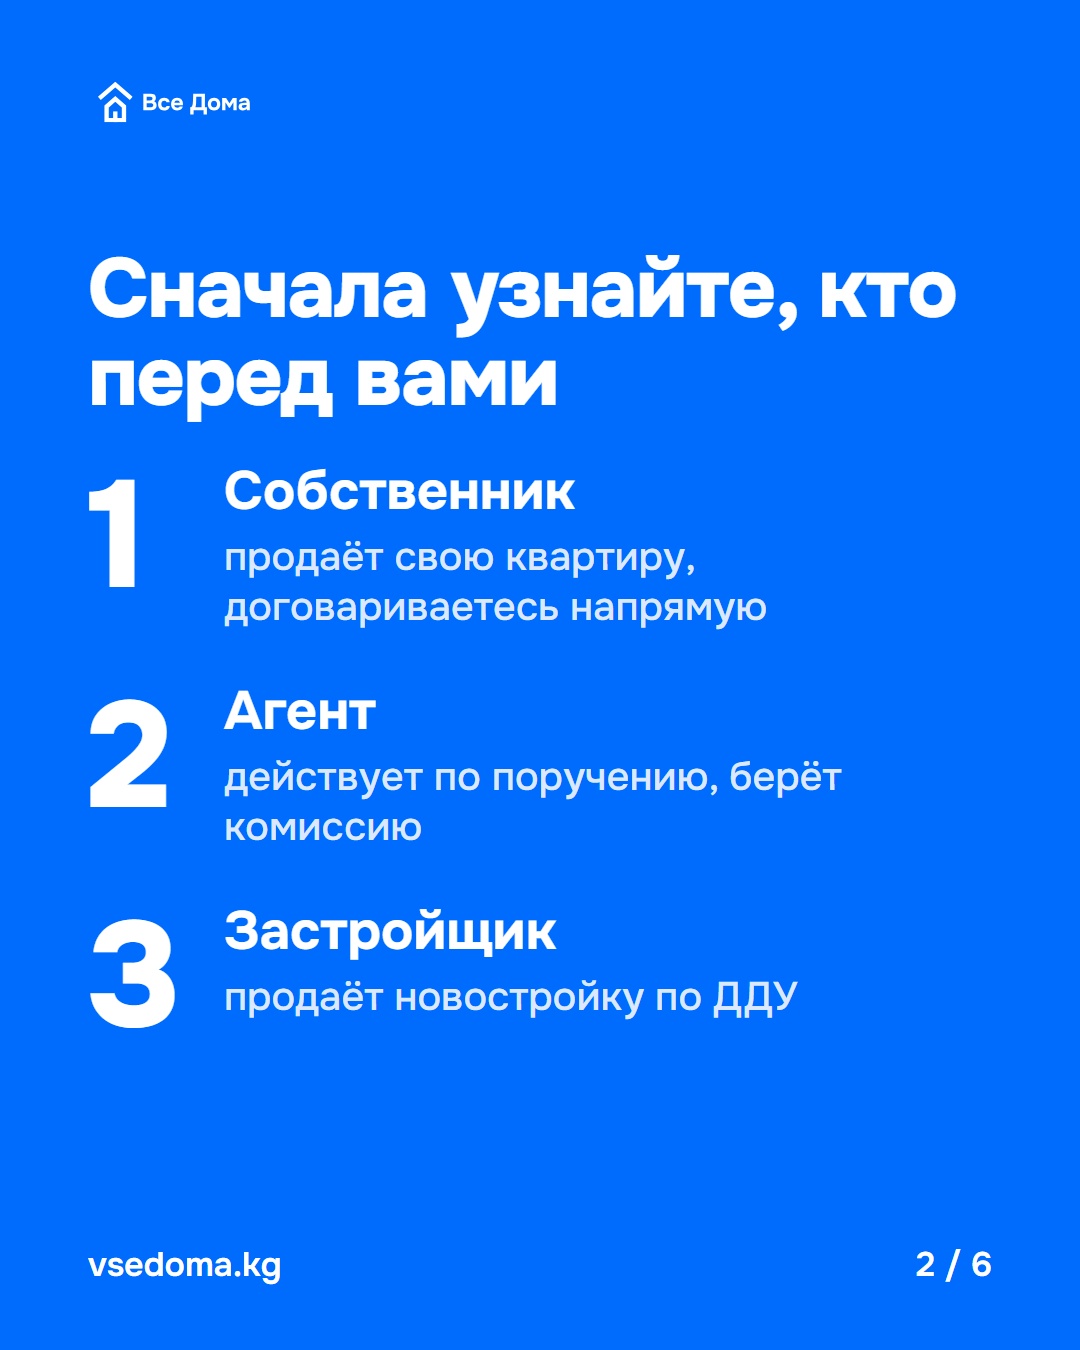 Все Дома
Сначала узнайте, кто
перед вами
1
Собственник
продаёт свою квартиру,
договариваетесь напрямую
2
Агент
действует по поручению, берёт
комиссию
3
Застройщик
продаёт новостройку по ДДУ
vsedoma.kg
2 / 6